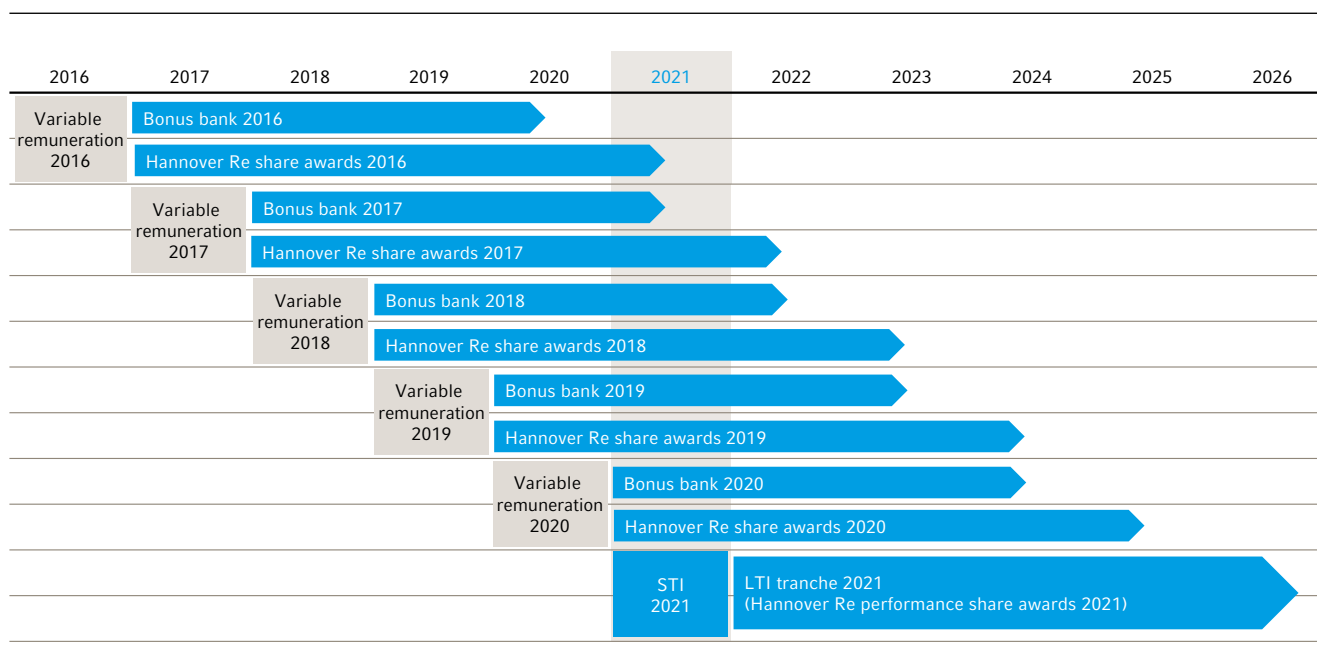 2016 2017 2018 2019 2020 2021 2022 2023 2024 2025 2026
Variable
remuneration
2016
Bonus bank 2016
Hannover Re share awards 2016
Variable
remuneration
2017
Bonus bank 2017
Hannover Re share awards 2017
Variable
remuneration
2018
Bonus bank 2018
Hannover Re share awards 2018
Variable
remuneration
2019
Bonus bank 2019
Hannover Re share awards 2019
Variable
remuneration
2020
Bonus bank 2020
Hannover Re share awards 2020
STI
2021
LTI tranche 2021
(Hannover Re performance share awards 2021)